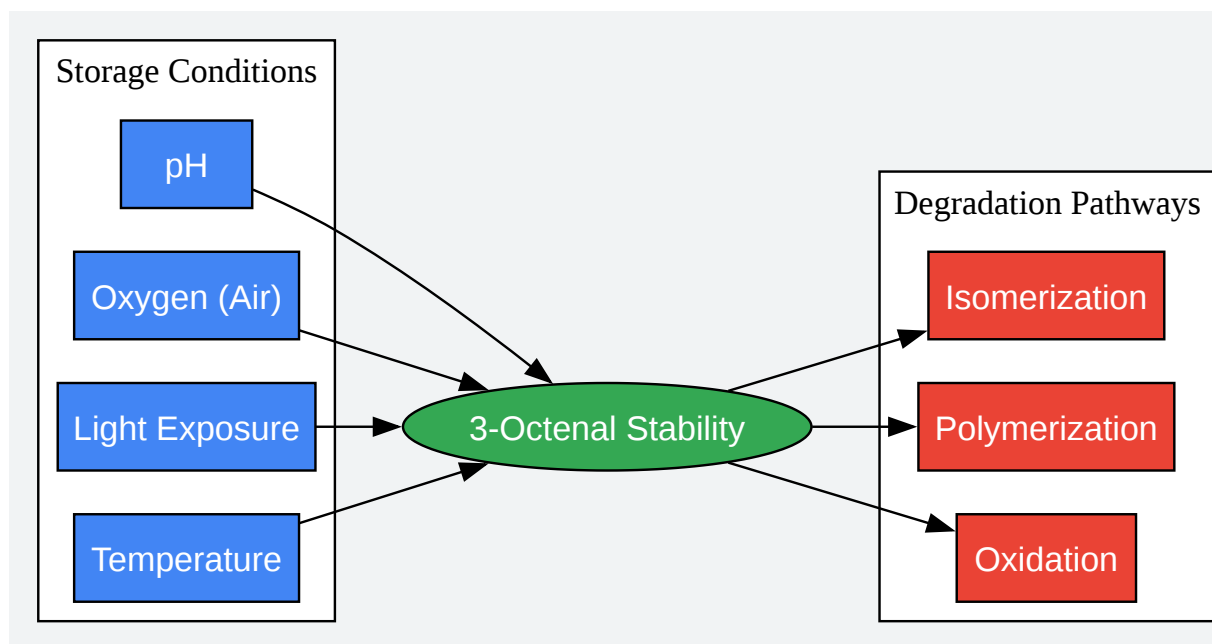 Storage Conditions
pH
Oxygen (Air)
Light Exposure
Temperature
3-Octenal Stability
Degradation Pathways
Isomerization
Polymerization
Oxidation